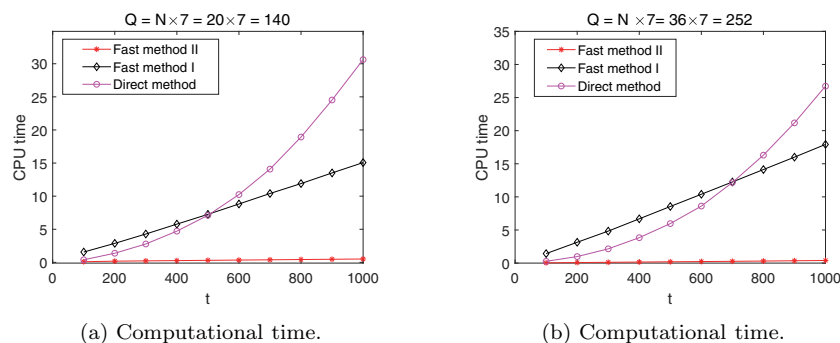 Q = N ×7 = 20 ×7 = 140
Fast method II
Fast method I
Direct method
CPU time
30
25
20
15
10
5
0
0 200 400 600 800 1000
t
(a) Computational time.
Q = N ×7= 36×7 = 252
Fast method II
Fast method I
Direct method
CPU time
35
30
25
20
15
10
5
0
0 200 400 600 800 1000
t
(b) Computational time.